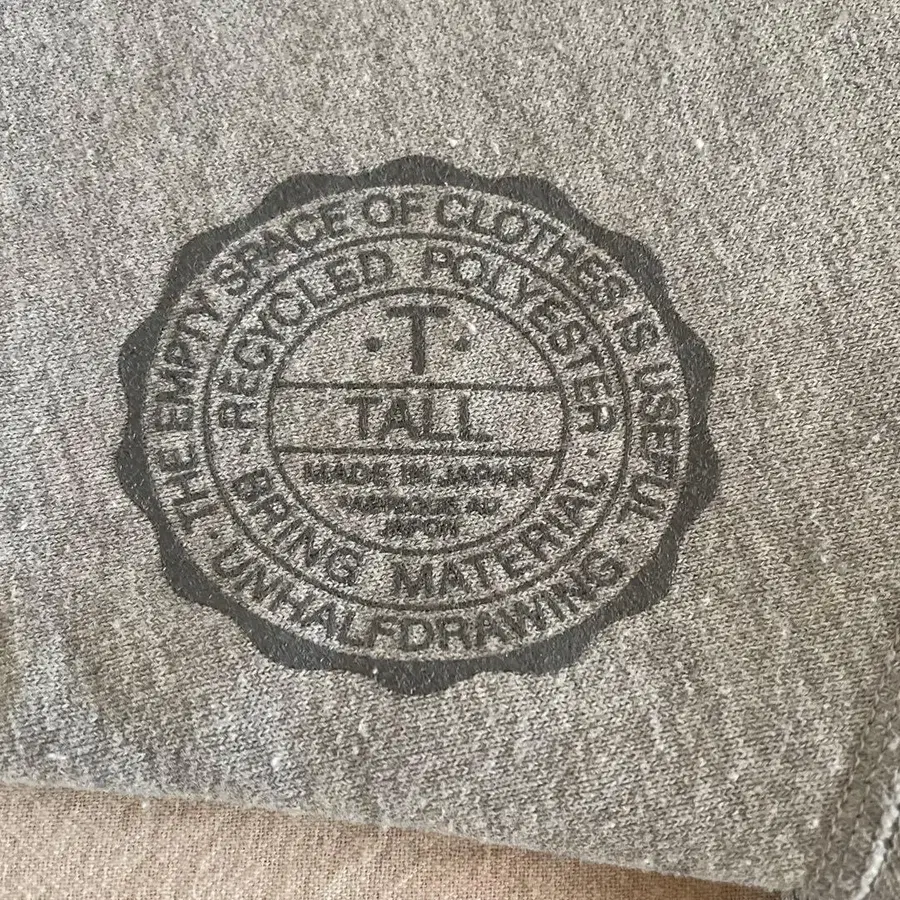 THE EMPTY SPACE OF CLOTHES IS USEFUL
· UNHALFDRAWING ·
RECYCLED POLYESTER
· BRING MATERIAL ·
· T ·
TALL
MADE IN JAPAN
FABRIQUÉ AU
JAPON